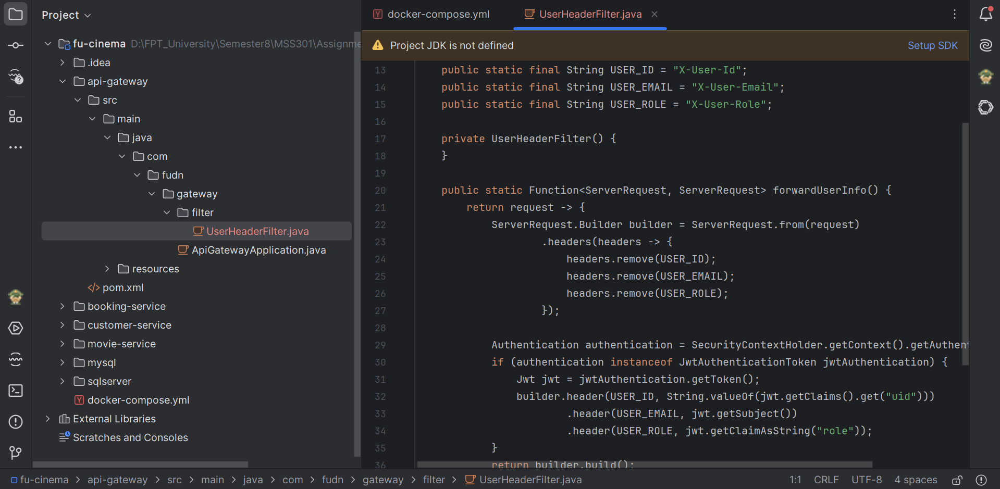 Project
docker-compose.yml
UserHeaderFilter.java
Project JDK is not defined
Setup SDK
fu-cinema D:\FPT_University\Semester8\MSS301\Assignme
.idea
api-gateway
src
main
java
com
fudn
gateway
filter
UserHeaderFilter.java
ApiGatewayApplication.java
resources
pom.xml
booking-service
customer-service
movie-service
mysql
sqlserver
docker-compose.yml
External Libraries
Scratches and Consoles
13 public static final String USER_ID = "X-User-Id";
14 public static final String USER_EMAIL = "X-User-Email";
15 public static final String USER_ROLE = "X-User-Role";
16
17 private UserHeaderFilter() {
18 }
19
20 public static Function<ServerRequest, ServerRequest> forwardUserInfo() {
21 return request -> {
22 ServerRequest.Builder builder = ServerRequest.from(request)
23 .headers(headers -> {
24 headers.remove(USER_ID);
25 headers.remove(USER_EMAIL);
26 headers.remove(USER_ROLE);
27 });
28
29 Authentication authentication = SecurityContextHolder.getContext().getAuthent
30 if (authentication instanceof JwtAuthenticationToken jwtAuthentication) {
31 Jwt jwt = jwtAuthentication.getToken();
32 builder.header(USER_ID, String.valueOf(jwt.getClaims().get("uid")))
33 .header(USER_EMAIL, jwt.getSubject())
34 .header(USER_ROLE, jwt.getClaimAsString("role"));
35 }
36 return builder.build();
fu-cinema > api-gateway > src > main > java > com > fudn > gateway > filter > UserHeaderFilter.java
1:1 CRLF UTF-8 4 spaces